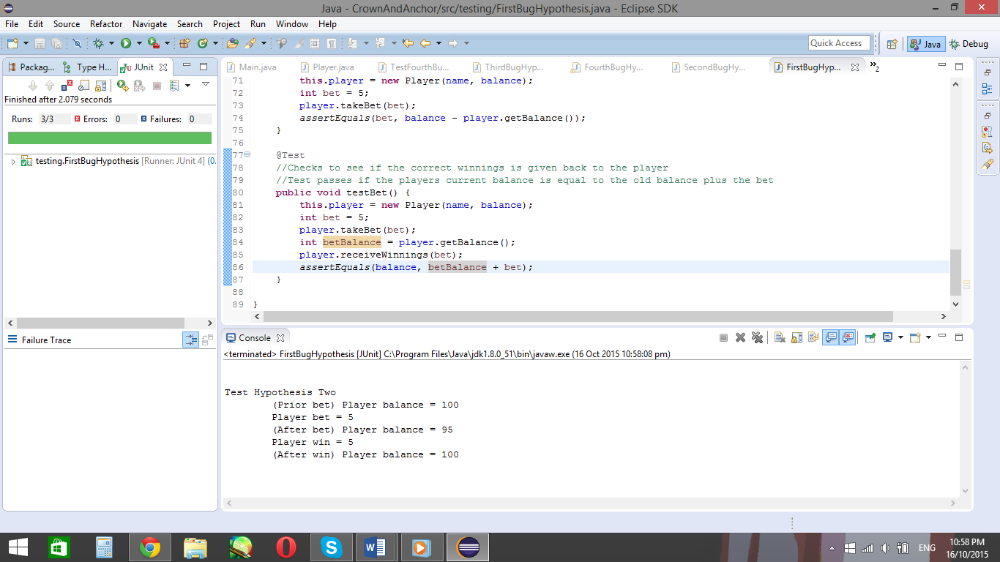 Java - CrownAndAnchor/src/testing/FirstBugHypothesis.java - Eclipse SDK
File Edit Source Refactor Navigate Search Project Run Window Help
Quick Access
Java
Debug
Packag...
Type H...
JUnit
Finished after 2.079 seconds
Runs: 3/3 Errors: 0 Failures: 0
testing.FirstBugHypothesis [Runner: JUnit 4] (0.
Failure Trace
Main.java
Player.java
TestFourthBu...
ThirdBugHyp...
FourthBugHy...
SecondBugHy...
FirstBugHyp...
»2
71 this.player = new Player(name, balance);
72 int bet = 5;
73 player.takeBet(bet);
74 assertEquals(bet, balance - player.getBalance());
75 }
76
77 @Test
78 //Checks to see if the correct winnings is given back to the player
79 //Test passes if the players current balance is equal to the old balance plus the bet
80 public void testBet() {
81 this.player = new Player(name, balance);
82 int bet = 5;
83 player.takeBet(bet);
84 int betBalance = player.getBalance();
85 player.receiveWinnings(bet);
86 assertEquals(balance, betBalance + bet);
87 }
88
89 }
Console
<terminated> FirstBugHypothesis [JUnit] C:\Program Files\Java\jdk1.8.0_51\bin\javaw.exe (16 Oct 2015 10:58:08 pm)
Test Hypothesis Two
(Prior bet) Player balance = 100
Player bet = 5
(After bet) Player balance = 95
Player win = 5
(After win) Player balance = 100
ENG
10:58 PM
16/10/2015